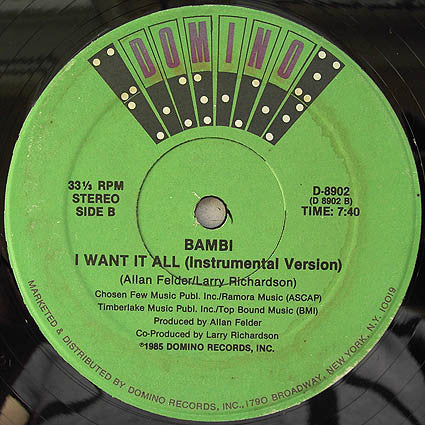 DOMINO
33⅓ RPM
STEREO
SIDE B
D-8902
(D 8902 B)
TIME: 7:40
BAMBI
I WANT IT ALL (Instrumental Version)
(Allan Felder/Larry Richardson)
Chosen Few Music Publ. Inc./Ramora Music (ASCAP)
Timberlake Music Publ. Inc./Top Bound Music (BMI)
Produced by Allan Felder
Co-Produced by Larry Richardson
℗1985 DOMINO RECORDS, INC.
MARKETED & DISTRIBUTED BY DOMINO RECORDS, INC., 1790 BROADWAY, NEW YORK, N.Y. 10019